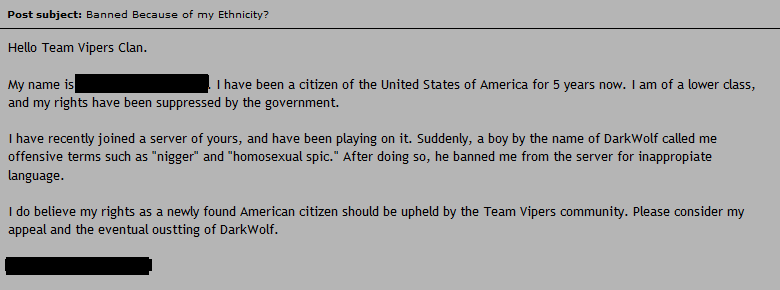 Post subject: Banned Because of my Ethnicity?
Hello Team Vipers Clan.
My name is . I have been a citizen of the United States of America for 5 years now. I am of a lower class,
and my rights have been suppressed by the government.
I have recently joined a server of yours, and have been playing on it. Suddenly, a boy by the name of DarkWolf called me
offensive terms such as "nigger" and "homosexual spic." After doing so, he banned me from the server for inappropiate
language.
I do believe my rights as a newly found American citizen should be upheld by the Team Vipers community. Please consider my
appeal and the eventual oustting of DarkWolf.